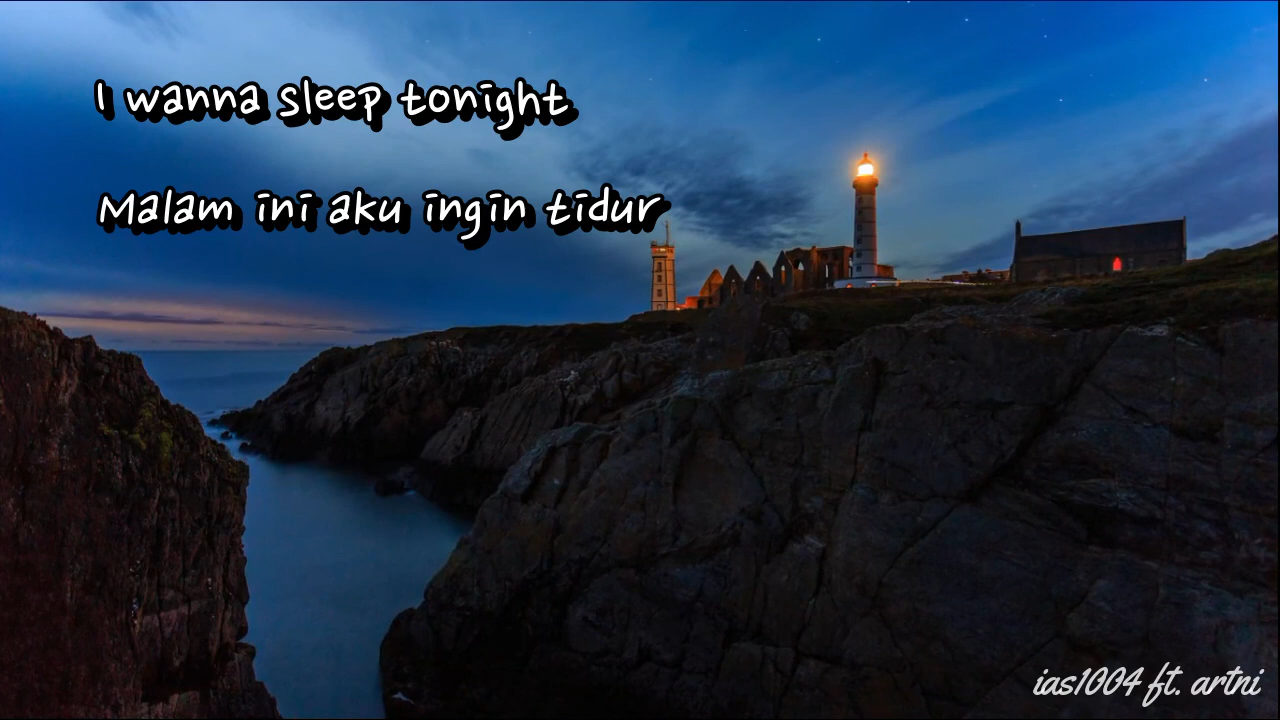 I wanna sleep tonight
Malam ini aku ingin tidur
ias1004 ft. artni